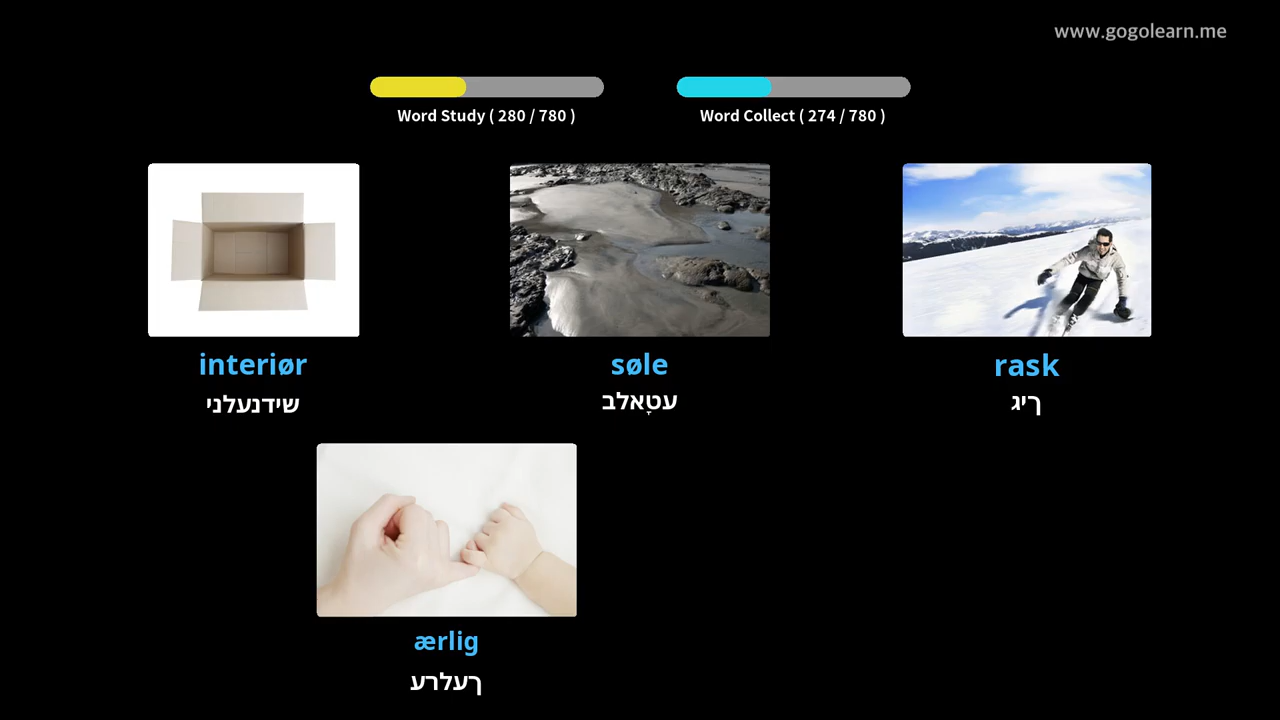 www.gogolearn.me
Word Study ( 280 / 780 )
Word Collect ( 274 / 780 )
interiør
שידנעלני
søle
עטָאלב
rask
ךיג
ærlig
ךעלרע